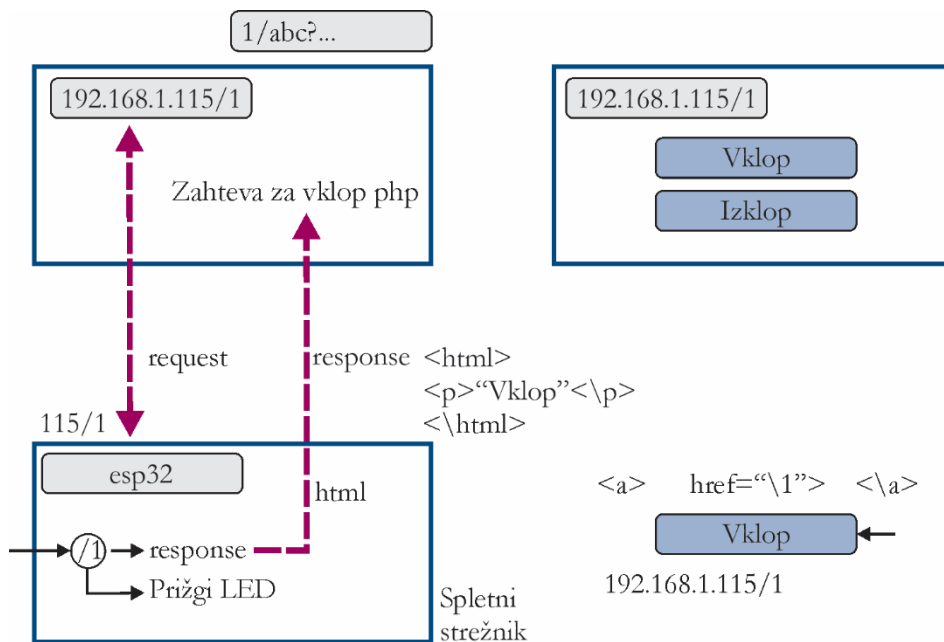 1/abc?...
192.168.1.115/1
Zahteva za vklop php
192.168.1.115/1
Vklop
Izklop
request
response
<html>
<p>“Vklop”<\p>
<\html>
115/1
esp32
html
/1
response
Prižgi LED
Spletni
strežnik
<a> href=“\1”> <\a>
Vklop
192.168.1.115/1